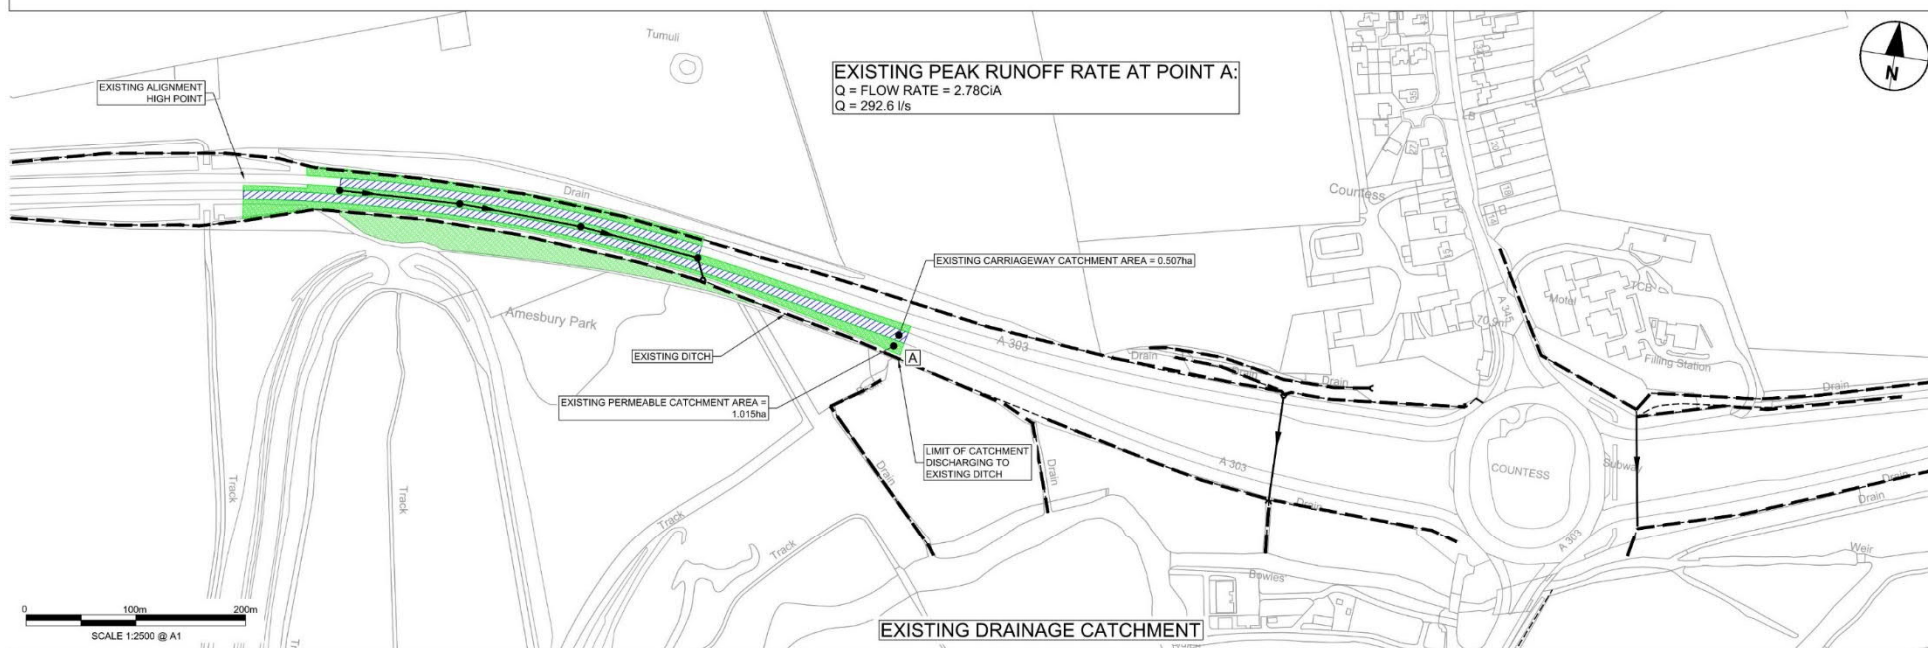 Tumuli
EXISTING PEAK RUNOFF RATE AT POINT A:
Q = FLOW RATE = 2.78CiA
Q = 292.6 l/s
N
EXISTING ALIGNMENT
HIGH POINT
Drain
Countess
EXISTING CARRIAGEWAY CATCHMENT AREA = 0.507ha
Amesbury Park
EXISTING DITCH
A
A 303
A 345
70.9m
Motel
TCB
Filling Station
Drain
Drain
Drain
Drain
EXISTING PERMEABLE CATCHMENT AREA =
1.015ha
LIMIT OF CATCHMENT
DISCHARGING TO
EXISTING DITCH
Drain
Drain
A 303
Drain
COUNTESS
Subway
Drain
Drain
A 303
Weir
Track
Track
Track
Track
Bowles
0 100m 200m
SCALE 1:2500 @ A1
EXISTING DRAINAGE CATCHMENT